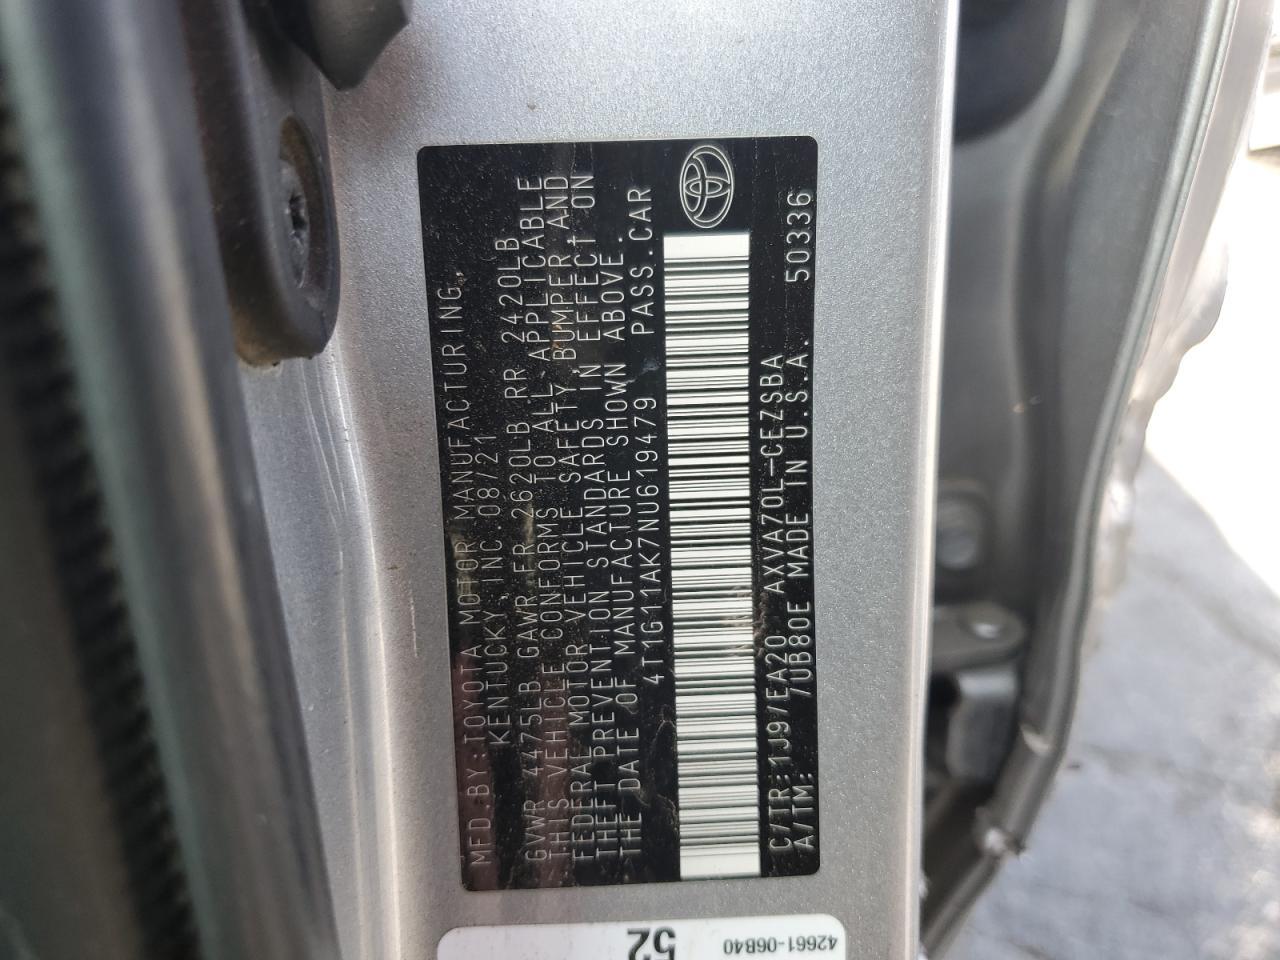 MFD.BY:TOYOTA MOTOR MANUFACTURING,
KENTUCKY, INC. 08/21
GVWR 4475LB GAWR FR 2620LB RR 2420LB
THIS VEHICLE CONFORMS TO ALL APPLICABLE
FEDERAL MOTOR VEHICLE SAFETY, BUMPER, AND
THEFT PREVENTION STANDARDS IN EFFECT ON
THE DATE OF MANUFACTURE SHOWN ABOVE.
4T1G11AK7NU619479 PASS.CAR
C/TR:1J9/EA20 AXVA70L-CEZSBA
A/TM: /UB80E MADE IN U.S.A. 50336
52
42661-06B40